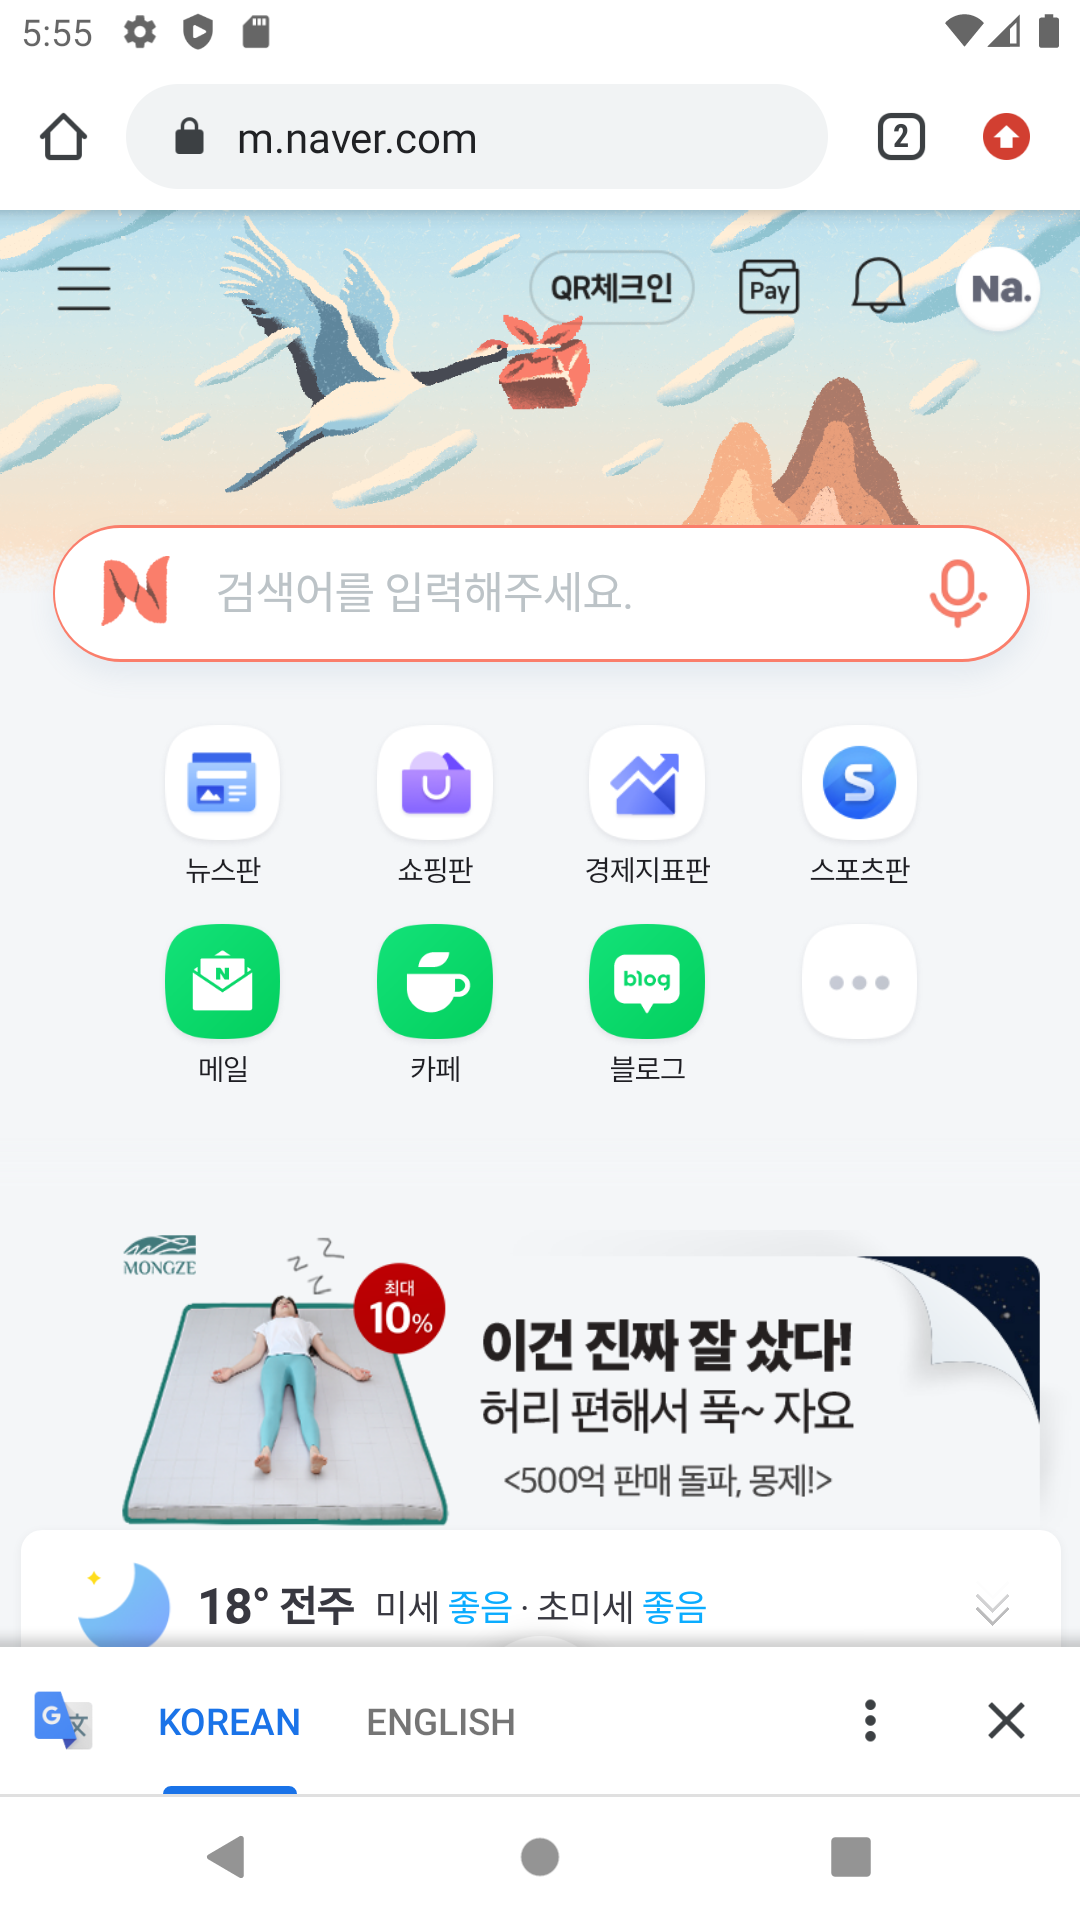 5:55
m.naver.com
2
QR체크인
Pay
Na.
검색어를 입력해주세요.
S
뉴스판
쇼핑판
경제지표판
스포츠판
N
blog
메일
카페
블로그
MONGZE
최대
10%
이건 진짜 잘 샀다!
허리 편해서 푹~ 자요
<500억 판매 돌파, 몽제!>
18° 전주 미세 좋음 · 초미세 좋음
G 文
KOREAN
ENGLISH